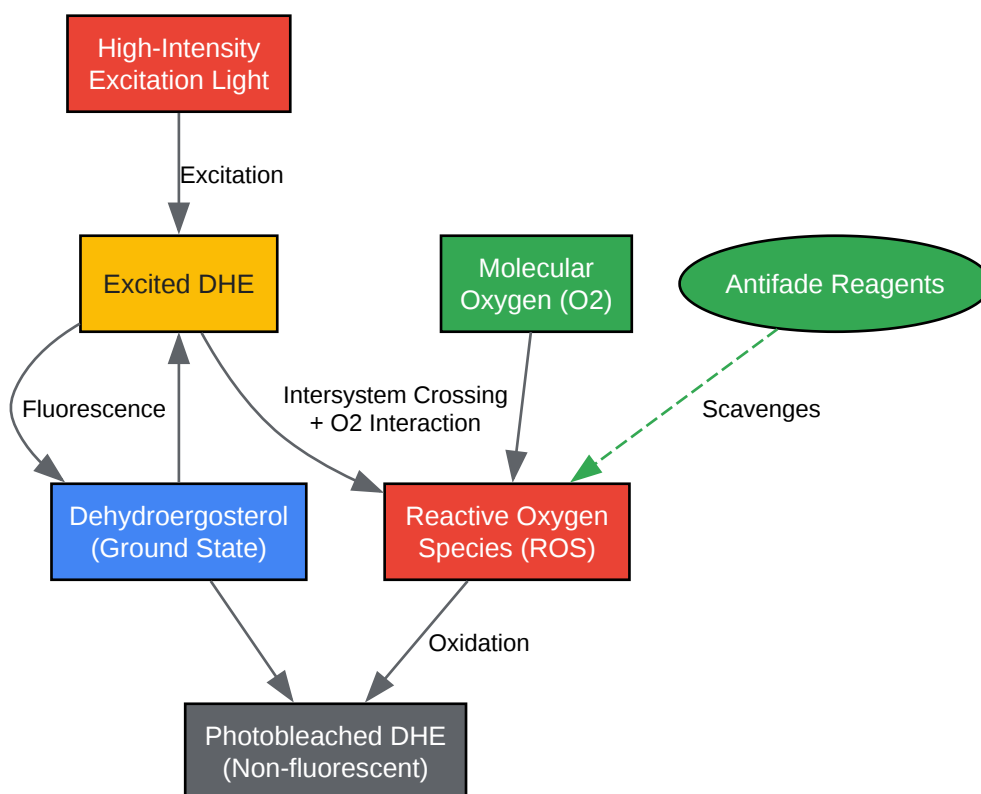 High-Intensity
Excitation Light
Excitation
Excited DHE
Molecular
Oxygen (O2)
Antifade Reagents
Fluorescence
Intersystem Crossing
+ O2 Interaction
Scavenges
Dehydroergosterol
(Ground State)
Reactive Oxygen
Species (ROS)
Oxidation
Photobleached DHE
(Non-fluorescent)